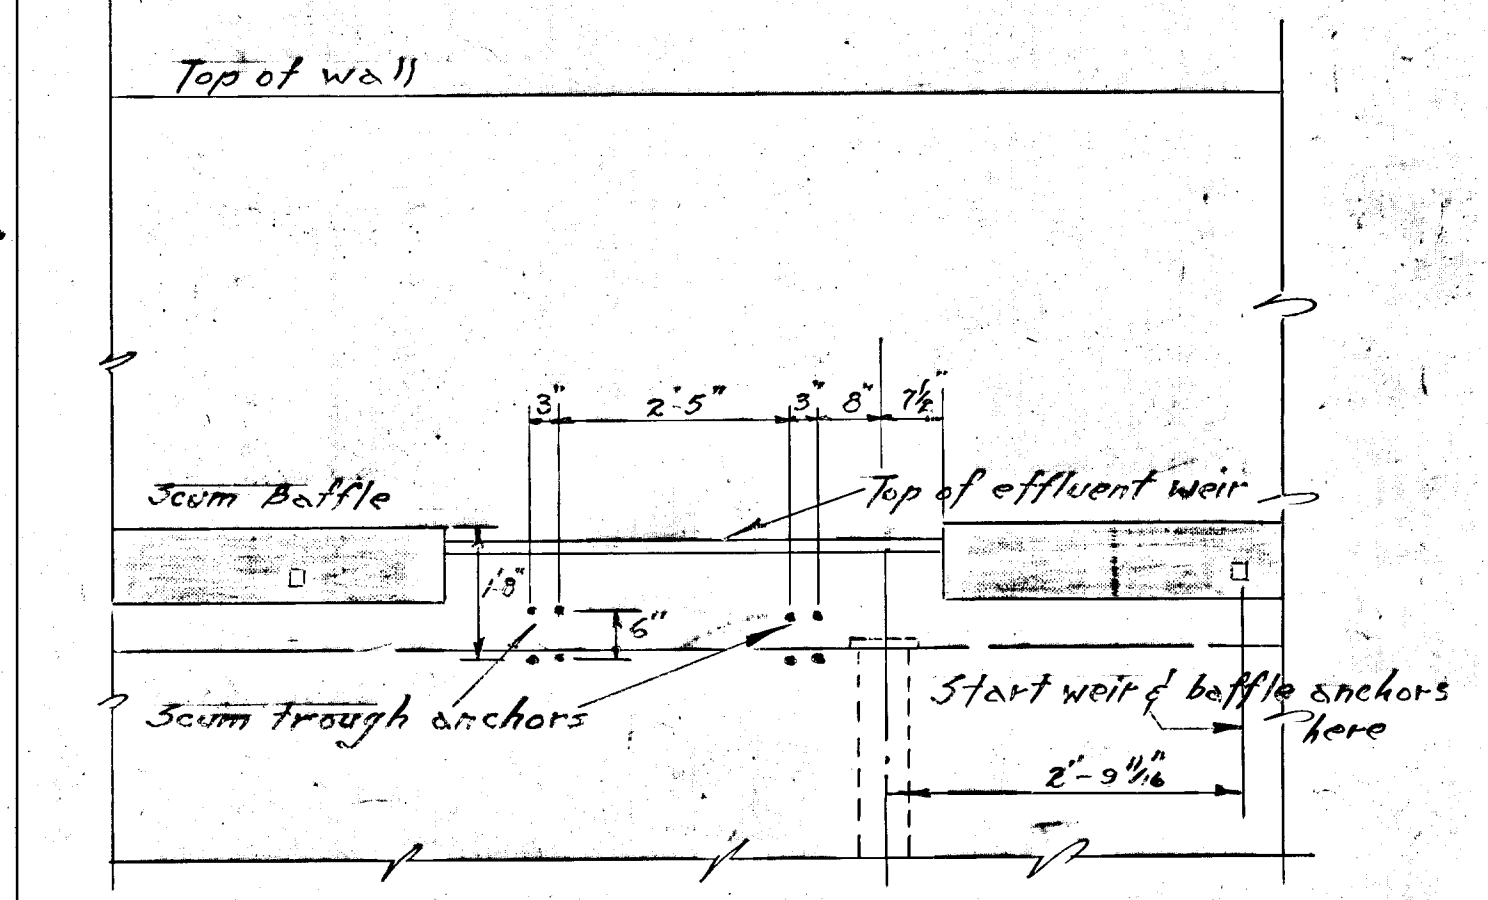 Top of wall
3" 2'-5" 3" 8" 7½"
Scum Baffle
Top of effluent weir
1'-8"
6"
Scum trough anchors
Start weir & baffle anchors
here
2'-9 11/16"